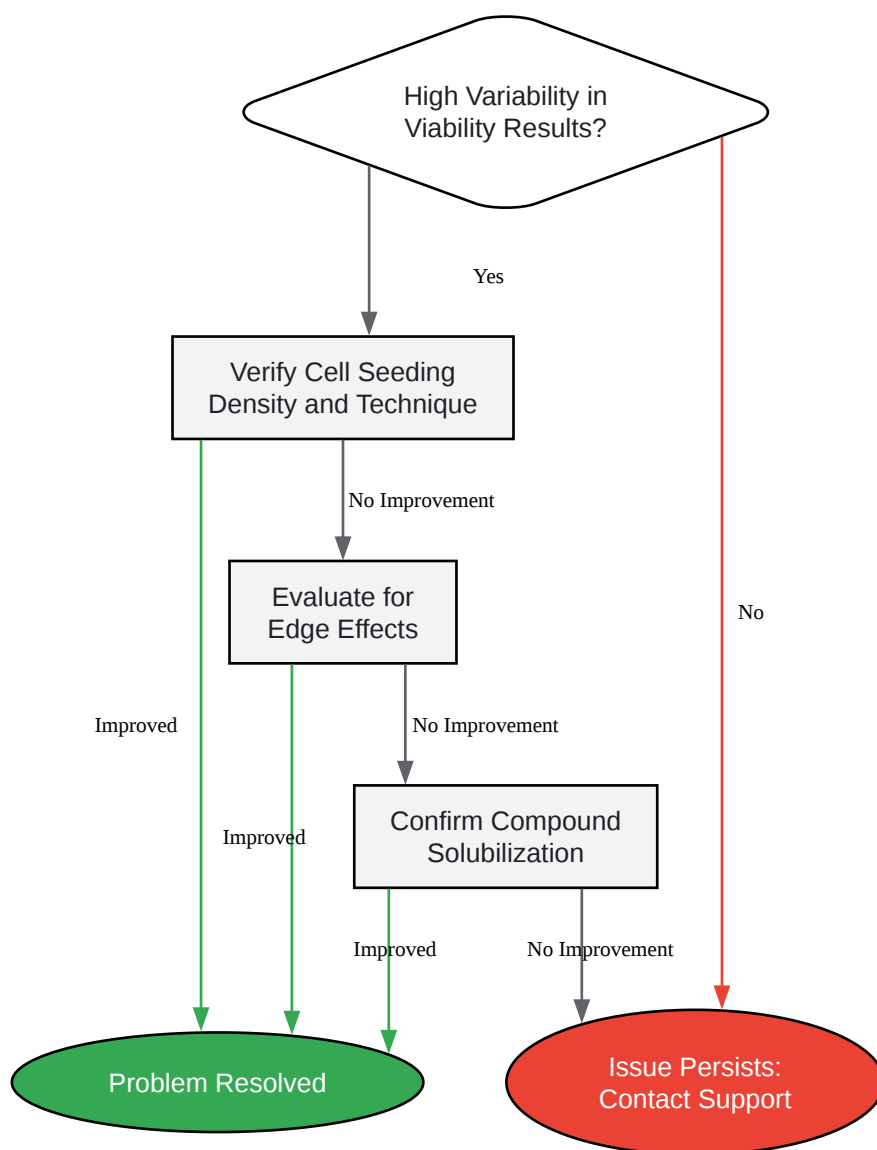 High Variability in
Viability Results?
Yes
Verify Cell Seeding
Density and Technique
No Improvement
Evaluate for
Edge Effects
No
Improved
No Improvement
Improved
Confirm Compound
Solubilization
Improved
No Improvement
Problem Resolved
Issue Persists:
Contact Support